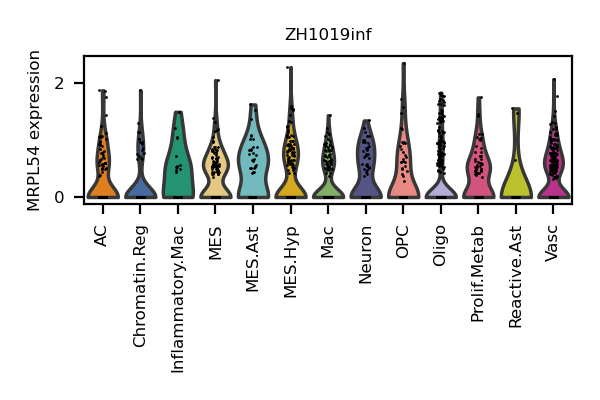 ZH1019inf
MRPL54 expression
2
0
AC
Chromatin.Reg
Inflammatory.Mac
MES
MES.Ast
MES.Hyp
Mac
Neuron
OPC
Oligo
Prolif.Metab
Reactive.Ast
Vasc